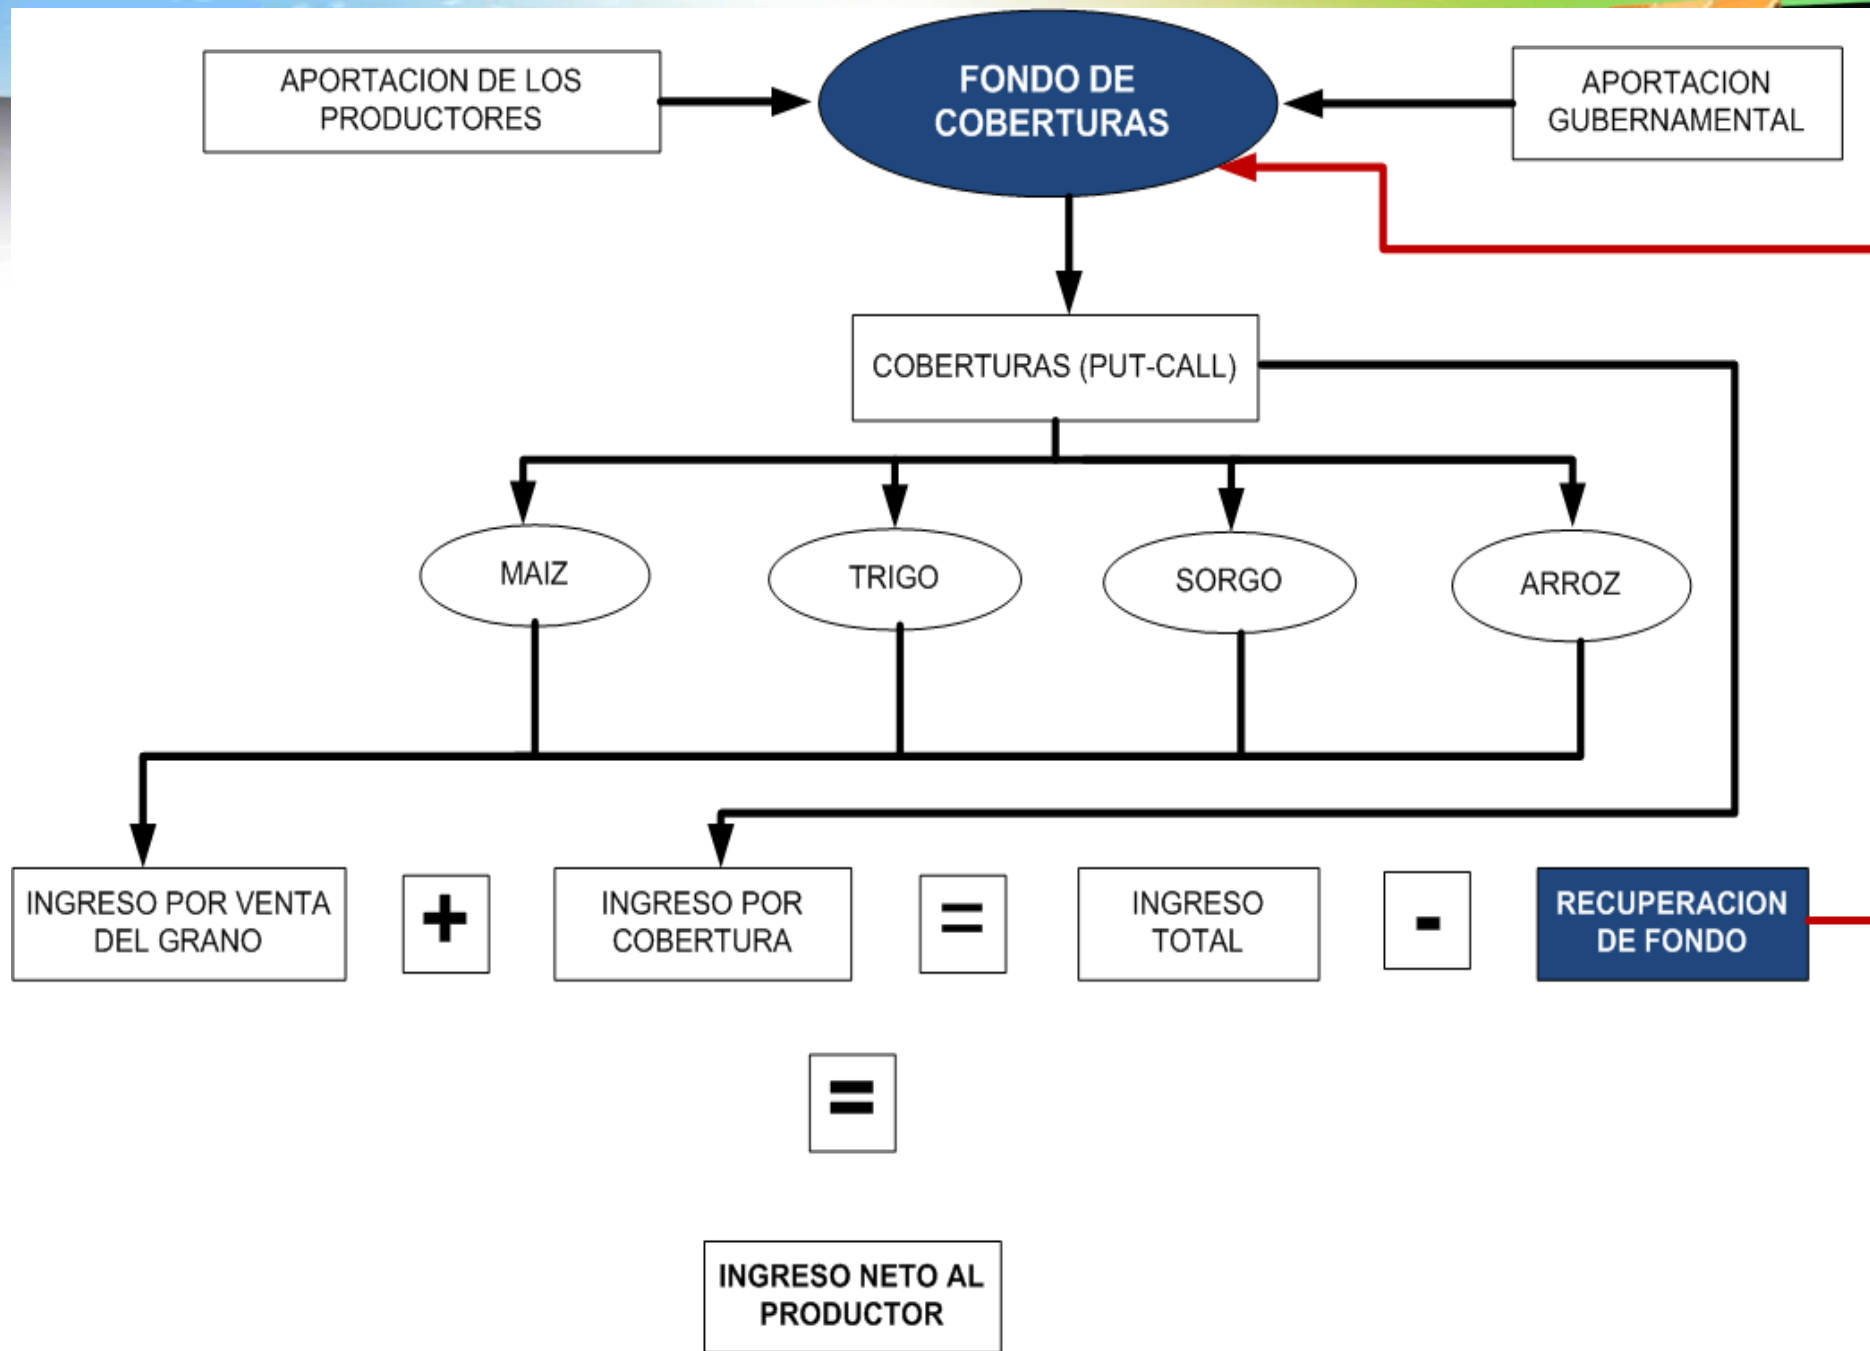 APORTACION DE LOS
PRODUCTORES
FONDO DE
COBERTURAS
APORTACION
GUBERNAMENTAL
COBERTURAS (PUT-CALL)
MAIZ
TRIGO
SORGO
ARROZ
INGRESO POR VENTA
DEL GRANO
+
INGRESO POR
COBERTURA
=
INGRESO
TOTAL
-
RECUPERACION
DE FONDO
=
INGRESO NETO AL
PRODUCTOR